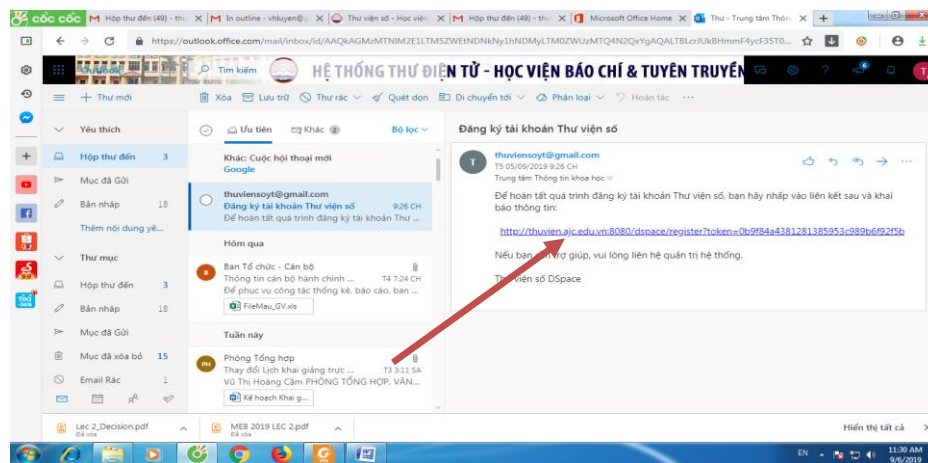 cốc cốc
Hộp thư đến (49) - thu
In outline - vhluyen@
Thư viện số - Học viện
Hộp thư đến (49) - thu
Microsoft Office Home
Thư - Trung tâm Thông
https://outlook.office.com/mail/inbox/id/
Outlook
Tìm kiếm
HỆ THỐNG THƯ ĐIỆN TỬ - HỌC VIỆN BÁO CHÍ & TUYÊN TRUYỀN
Thư mới
Xóa
Lưu trữ
Thư rác
Quét dọn
Di chuyển tới
Phân loại
Hoàn tác
Yêu thích
Hộp thư đến 3
Mục đã Gửi
Bản nháp 18
Thêm nội dung yê...
Thư mục
Hộp thư đến 3
Bản nháp 18
Mục đã Gửi
Mục đã xóa bỏ 15
Email Rác 1
Ưu tiên
Khác 2
Bộ lọc
Khác: Cuộc hội thoại mới
Google
thuviensoyt@gmail.com
Đăng ký tài khoản Thư viện số 9:26 CH
Để hoàn tất quá trình đăng ký tài khoản Thư ...
Hôm qua
Ban Tổ chức - Cán bộ
Thông tin cán bộ hành chính ... T4 7:24 CH
Để phục vụ công tác thống kê, báo cáo, ban ...
FileMau_GV.xls
Tuần này
PH
Phòng Tổng hợp
Thay đổi Lịch khai giảng trực ... T3 3:11 SA
Vũ Thị Hoàng Cầm PHÒNG TỔNG HỢP, VĂN...
Kế hoạch Khai g...
Đăng ký tài khoản Thư viện số
T
thuviensoyt@gmail.com
T5 05/09/2019 9:26 CH
Trung tâm Thông tin khoa học
Để hoàn tất quá trình đăng ký tài khoản Thư viện số, bạn hãy nhấp vào liên kết sau và khai
báo thông tin:
http://thuvien.ajc.edu.vn:8080/dspace/register?token=0b9f84a4381281385953c989b6f92f5b
Nếu bạn cần trợ giúp, vui lòng liên hệ quản trị hệ thống.
Thư viện số DSpace
Lec 2_Decision.pdf
Đã xóa
MEB 2019 LEC 2.pdf
Đã xóa
Hiển thị tất cả
EN
11:30 AM
9/6/2019